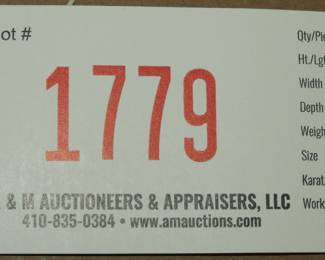 ot #
1779
& M AUCTIONEERS & APPRAISERS, LLC
410-835-0384 • www.amauctions.com
Qty/Pie
Ht./Lgt
Width
Depth
Weigh
Size
Karat
Work